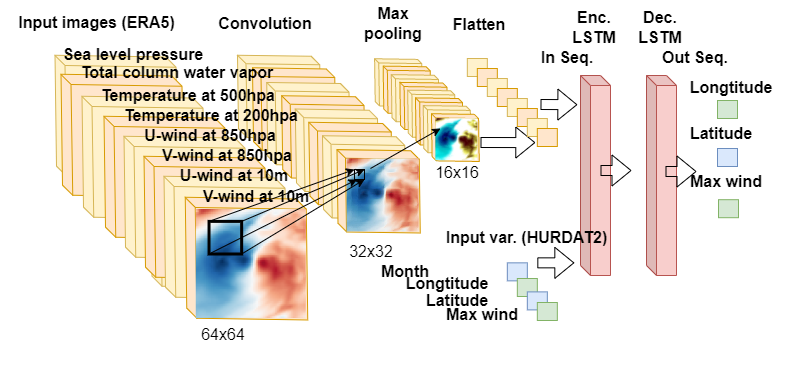 Input images (ERA5)
Convolution
Max
pooling
Flatten
Enc.
LSTM
Dec.
LSTM
In Seq.
Out Seq.
Sea level pressure
Total column water vapor
Temperature at 500hpa
Temperature at 200hpa
U-wind at 850hpa
V-wind at 850hpa
U-wind at 10m
V-wind at 10m
64x64
32x32
16x16
Longtitude
Latitude
Max wind
Input var. (HURDAT2)
Month
Longtitude
Latitude
Max wind